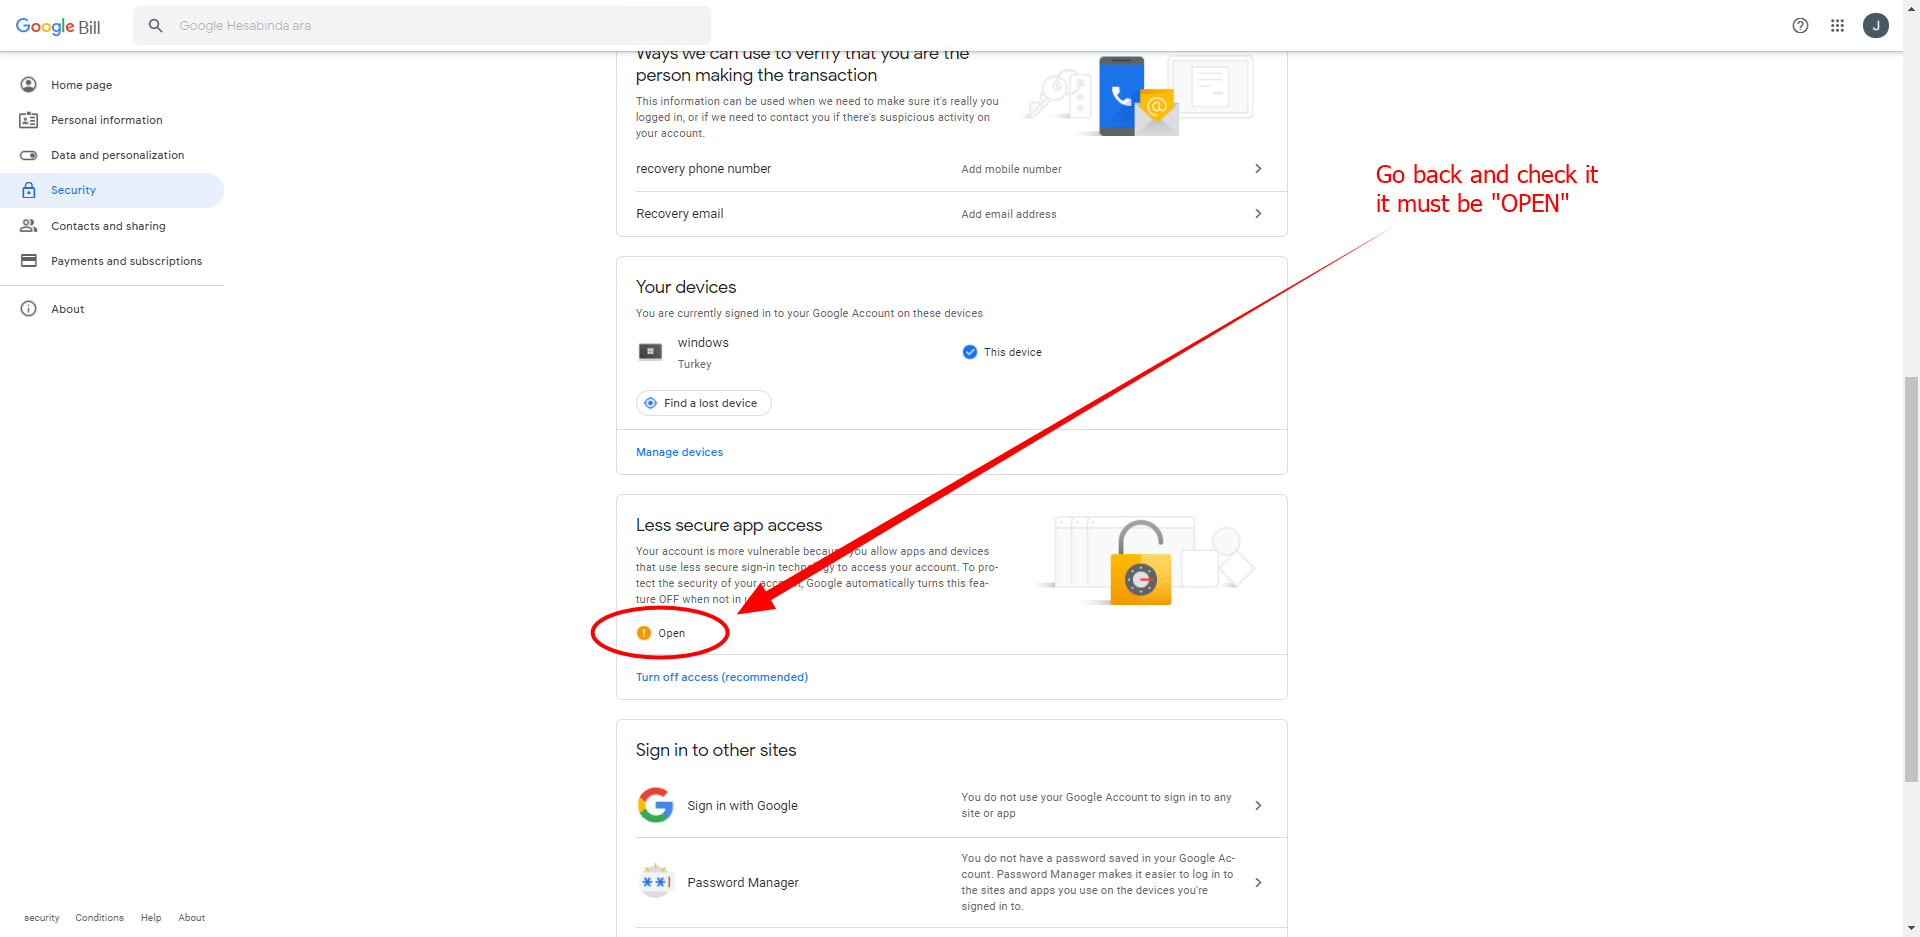 Google Bill
Google Hesabında ara
J
Home page
Personal information
Data and personalization
Security
Contacts and sharing
Payments and subscriptions
About
Ways we can use to verify that you are the
person making the transaction
This information can be used when we need to make sure it's really you
logged in, or if we need to contact you if there's suspicious activity on
your account.
recovery phone number
Add mobile number
Recovery email
Add email address
Go back and check it
it must be "OPEN"
Your devices
You are currently signed in to your Google Account on these devices
windows
Turkey
This device
Find a lost device
Manage devices
Less secure app access
Your account is more vulnerable because you allow apps and devices
that use less secure sign-in technology to access your account. To pro-
tect the security of your account, Google automatically turns this fea-
ture OFF when not in
Open
Turn off access (recommended)
Sign in to other sites
Sign in with Google
You do not use your Google Account to sign in to any
site or app
Password Manager
You do not have a password saved in your Google Ac-
count. Password Manager makes it easier to log in to
the sites and apps you use on the devices you're
signed in to.
security
Conditions
Help
About